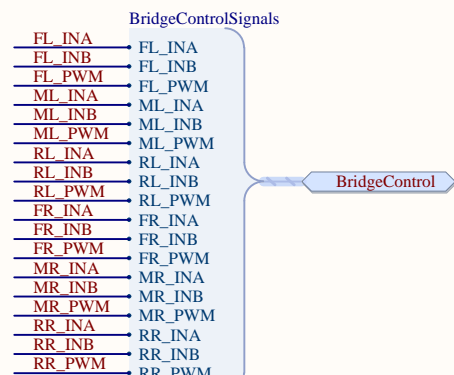 BridgeControlSignals
FL_INA FL_INA
FL_INB FL_INB
FL_PWM FL_PWM
ML_INA ML_INA
ML_INB ML_INB
ML_PWM ML_PWM
RL_INA RL_INA
RL_INB RL_INB
RL_PWM RL_PWM
BridgeControl
FR_INA FR_INA
FR_INB FR_INB
FR_PWM FR_PWM
MR_INA MR_INA
MR_INB MR_INB
MR_PWM MR_PWM
RR_INA RR_INA
RR_INB RR_INB
RR_PWM RR_PWM